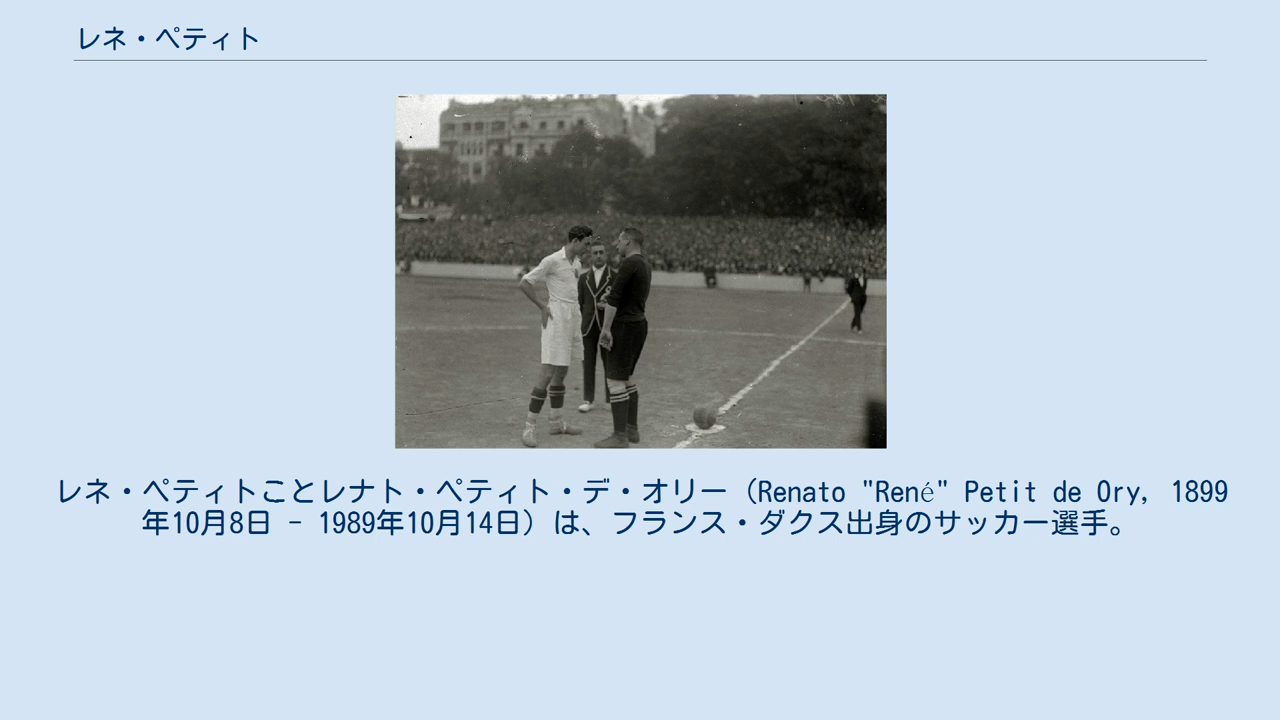 レネ・ペティト
レネ・ペティトことレナト・ペティト・デ・オリー（Renato "René" Petit de Ory, 1899
年10月8日 - 1989年10月14日）は、フランス・ダクス出身のサッカー選手。